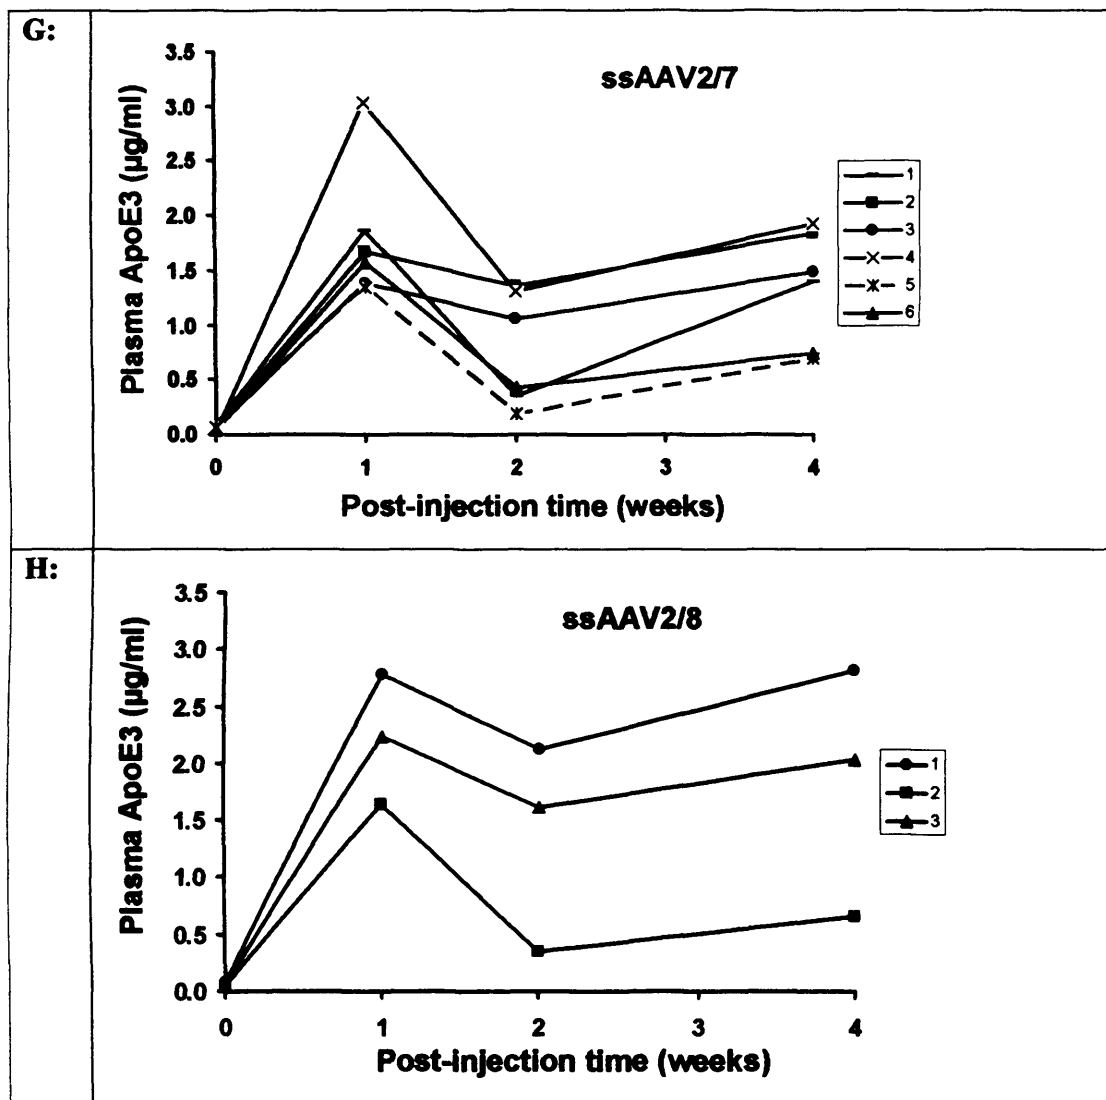 G:
ssAAV2/7
Plasma ApoE3 (µg/ml)
3.5
3.0
2.5
2.0
1.5
1.0
0.5
0.0
0 1 2 3 4
Post-injection time (weeks)
1
2
3
4
5
6
H:
ssAAV2/8
Plasma ApoE3 (µg/ml)
3.5
3.0
2.5
2.0
1.5
1.0
0.5
0.0
0 1 2 3 4
Post-injection time (weeks)
1
2
3